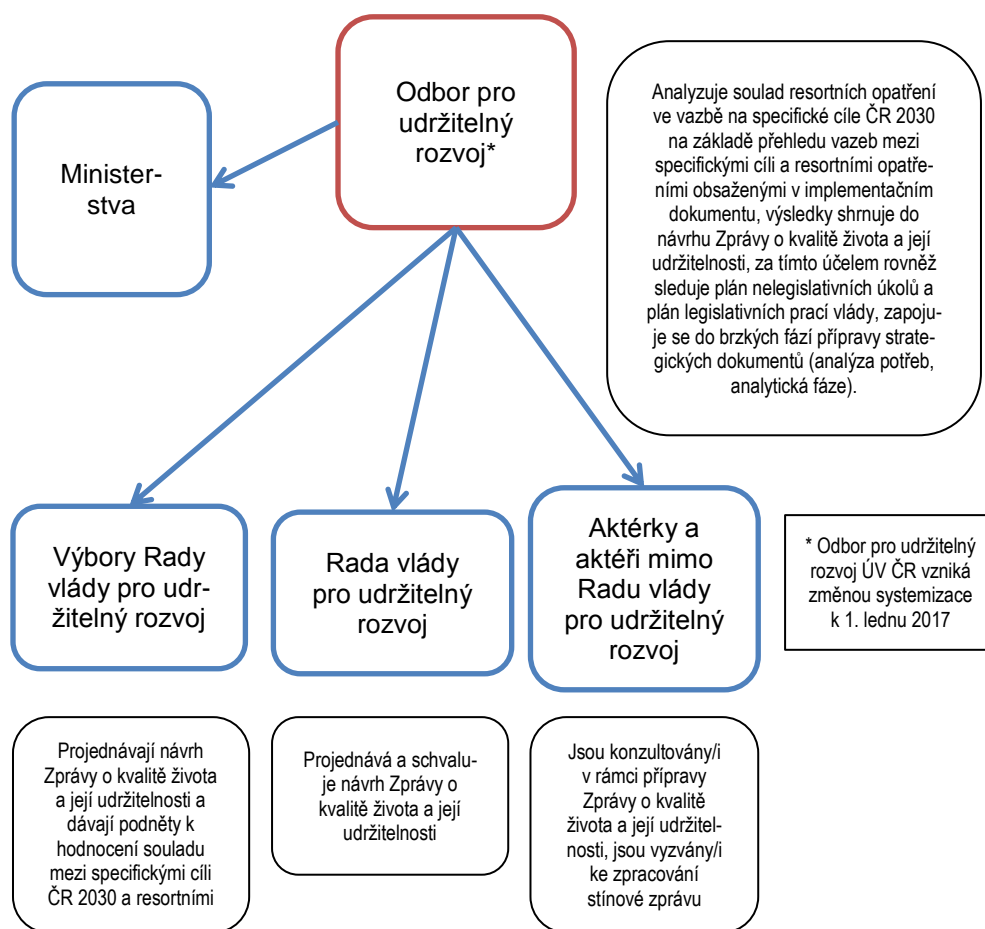 Odbor pro
udržitelný
rozvoj*
Minister-
stva
Analyzuje soulad resortních opatření
ve vazbě na specifické cíle ČR 2030
na základě přehledu vazeb mezi
specifickými cíli a resortními opatře-
ními obsaženými v implementačním
dokumentu, výsledky shrnuje do
návrhu Zprávy o kvalitě života a její
udržitelnosti, za tímto účelem rovněž
sleduje plán nelegislativních úkolů a
plán legislativních prací vlády, zapoju-
je se do brzkých fází přípravy strate-
gických dokumentů (analýza potřeb,
analytická fáze).
Výbory Rady
vlády pro udr-
žitelný rozvoj
Rada vlády
pro udržitelný
rozvoj
Aktérky a
aktéři mimo
Radu vlády
pro udržitelný
rozvoj
* Odbor pro udržitelný
rozvoj ÚV ČR vzniká
změnou systemizace
k 1. lednu 2017
Projednávají návrh
Zprávy o kvalitě života
a její udržitelnosti a
dávají podněty k
hodnocení souladu
mezi specifickými cíli
ČR 2030 a resortními
Projednává a schvalu-
je návrh Zprávy o
kvalitě života a její
udržitelnosti
Jsou konzultovány/i
v rámci přípravy
Zprávy o kvalitě
života a její udržitel-
nosti, jsou vyzvány/i
ke zpracování
stínové zprávu